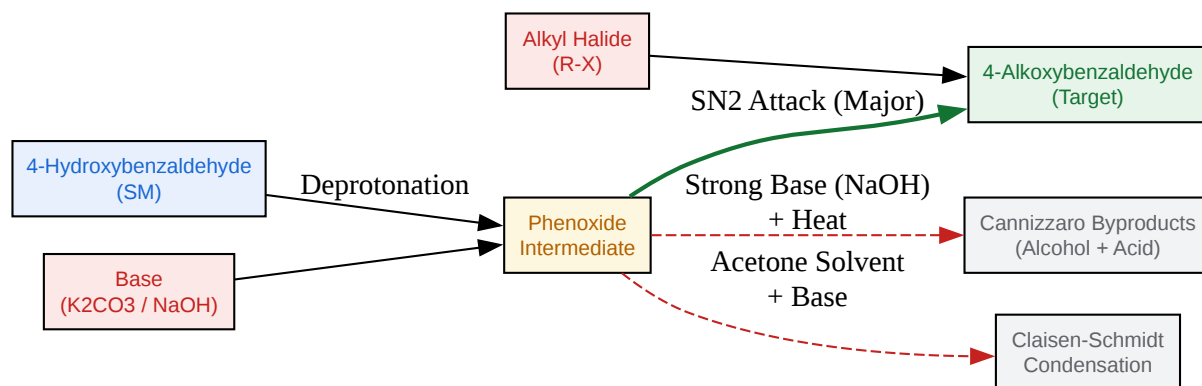 Alkyl Halide
(R-X)
4-Alkoxybenzaldehyde
(Target)
SN2 Attack (Major)
4-Hydroxybenzaldehyde
(SM)
Deprotonation
Strong Base (NaOH)
+ Heat
Phenoxide
Intermediate
Cannizzaro Byproducts
(Alcohol + Acid)
Base
(K2CO3 / NaOH)
Acetone Solvent
+ Base
Claisen-Schmidt
Condensation